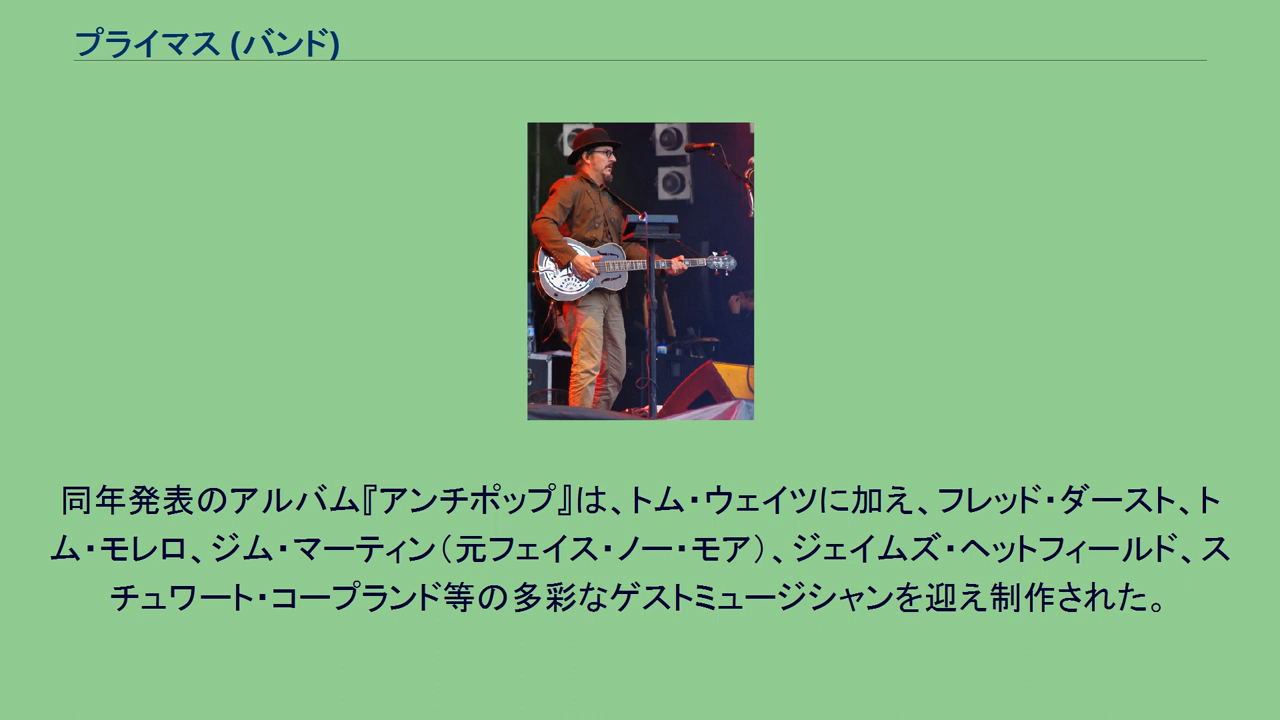 プライマス (バンド)
同年発表のアルバム『アンチポップ』は、トム・ウェイツに加え、フレッド・ダースト、ト
ム・モレロ、ジム・マーティン（元フェイス・ノー・モア）、ジェイムズ・ヘットフィールド、ス
チュワート・コープランド等の多彩なゲストミュージシャンを迎え制作された。